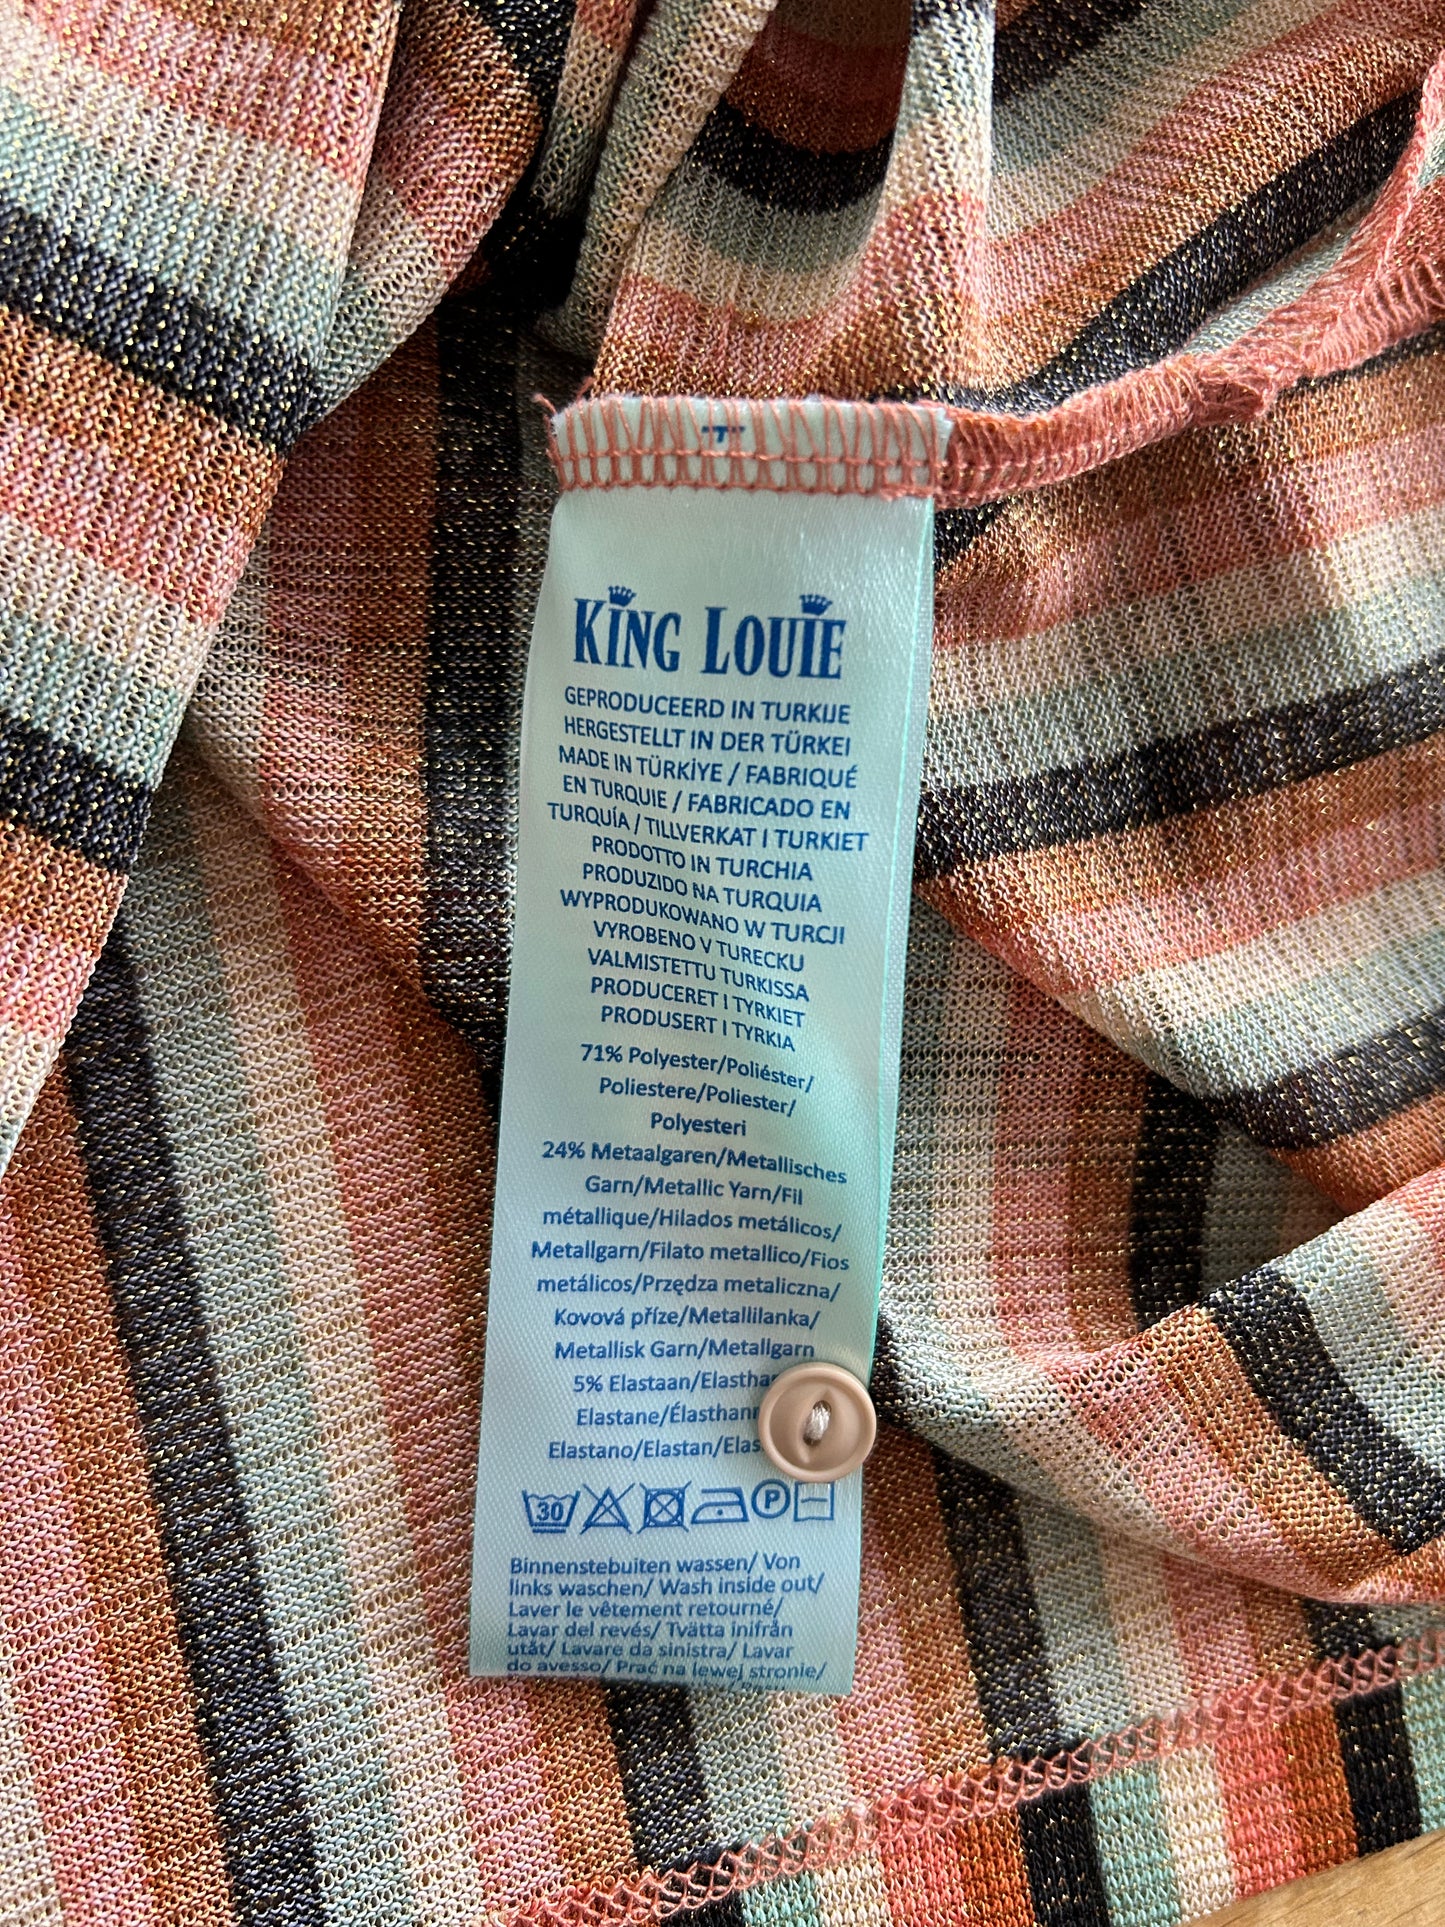 "T"
KING LOUIE
GEPRODUCEERD IN TURKIJE
HERGESTELLT IN DER TÜRKEI
MADE IN TÜRKİYE / FABRIQUÉ
EN TURQUIE / FABRICADO EN
TURQUÍA / TILLVERKAT I TURKIET
PRODOTTO IN TURCHIA
PRODUZIDO NA TURQUIA
WYPRODUKOWANO W TURCJI
VYROBENO V TURECKU
VALMISTETTU TURKISSA
PRODUCERET I TYRKIET
PRODUSERT I TYRKIA
71% Polyester/Poliéster/
Poliestere/Poliester/
Polyesteri
24% Metaalgaren/Metallisches
Garn/Metallic Yarn/Fil
métallique/Hilados metálicos/
Metallgarn/Filato metallico/Fios
metálicos/Przędza metaliczna/
Kovová příze/Metallilanka/
Metallisk Garn/Metallgarn
5% Elastaan/Elastha
Elastane/Élasthann
Elastano/Elastan/Elas
30 P
Binnenstebuiten wassen/ Von
links waschen/ Wash inside out/
Laver le vêtement retourné/
Lavar del revés/ Tvätta inifrån
utåt/ Lavare da sinistra/ Lavar
do avesso/ Prać na lewej stronie/